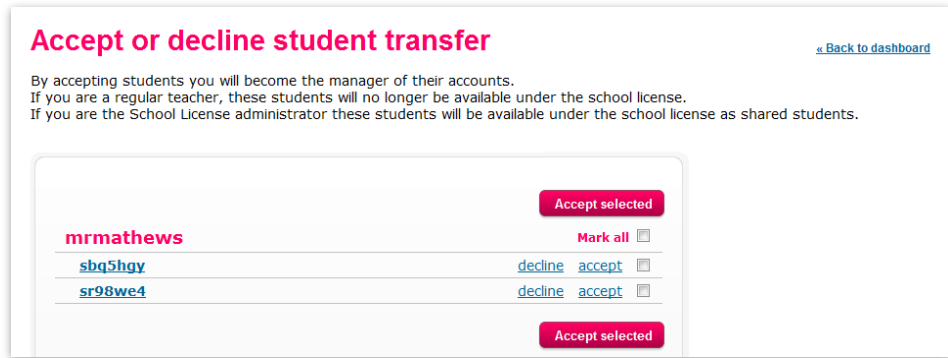 Accept or decline student transfer
« Back to dashboard
By accepting students you will become the manager of their accounts.
If you are a regular teacher, these students will no longer be available under the school license.
If you are the School License administrator these students will be available under the school license as shared students.
Accept selected
mrmathews Mark all
sbq5hgy decline accept
sr98we4 decline accept
Accept selected